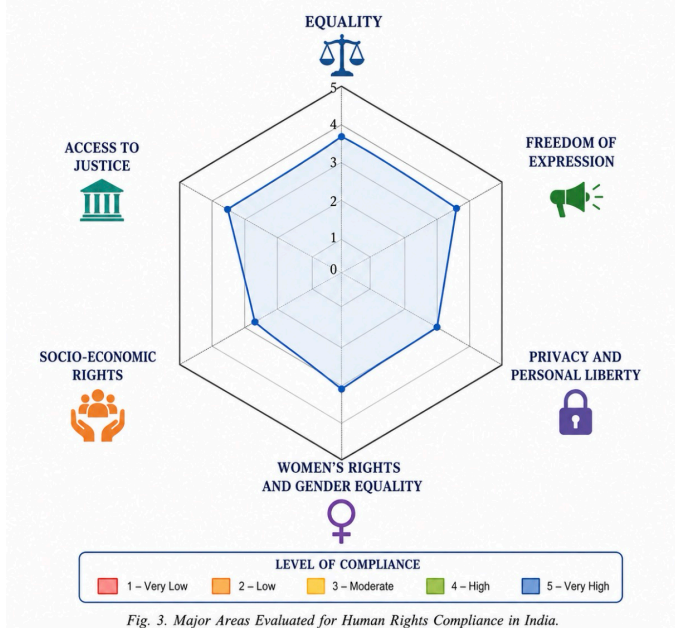 EQUALITY
5
4
3
2
1
0
FREEDOM OF
EXPRESSION
PRIVACY AND
PERSONAL LIBERTY
WOMEN'S RIGHTS
AND GENDER EQUALITY
SOCIO-ECONOMIC
RIGHTS
ACCESS TO
JUSTICE
LEVEL OF COMPLIANCE
1 – Very Low
2 – Low
3 – Moderate
4 – High
5 – Very High
Fig. 3. Major Areas Evaluated for Human Rights Compliance in India.